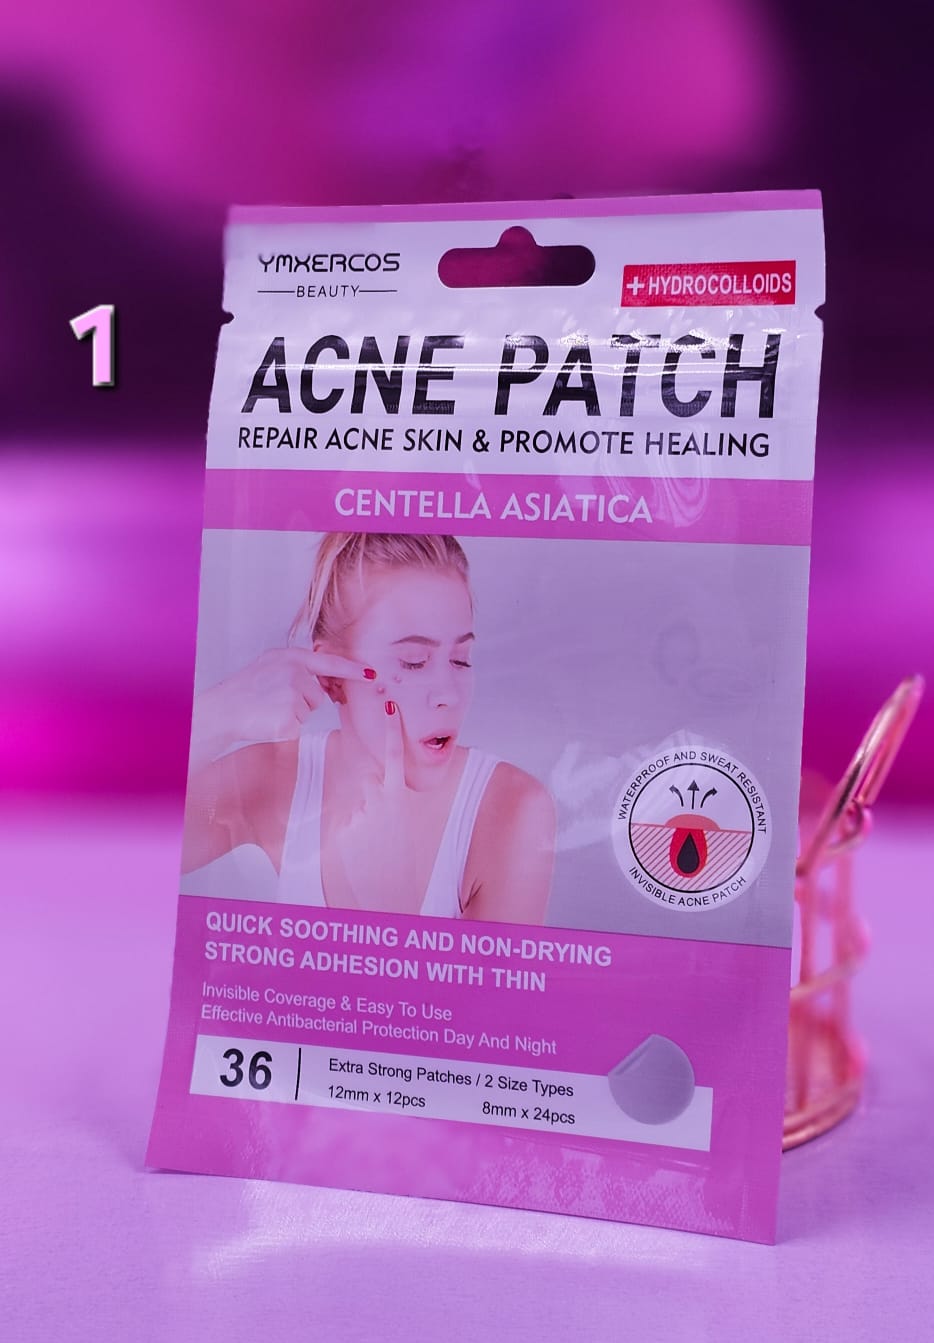 1
YMXERCOS
BEAUTY
+ HYDROCOLLOIDS
ACNE PATCH
REPAIR ACNE SKIN & PROMOTE HEALING
CENTELLA ASIATICA
WATERPROOF AND SWEAT RESISTANT
INVISIBLE ACNE PATCH
QUICK SOOTHING AND NON-DRYING
STRONG ADHESION WITH THIN
Invisible Coverage & Easy To Use
Effective Antibacterial Protection Day And Night
36
Extra Strong Patches / 2 Size Types
12mm x 12pcs 8mm x 24pcs